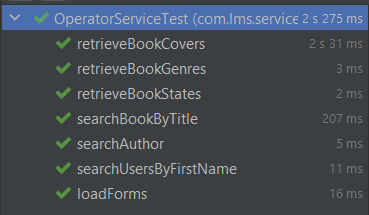 OperatorServiceTest (com.lms.service 2 s 275 ms
retrieveBookCovers 2 s 31 ms
retrieveBookGenres 3 ms
retrieveBookStates 2 ms
searchBookByTitle 207 ms
searchAuthor 5 ms
searchUsersByFirstName 11 ms
loadForms 16 ms